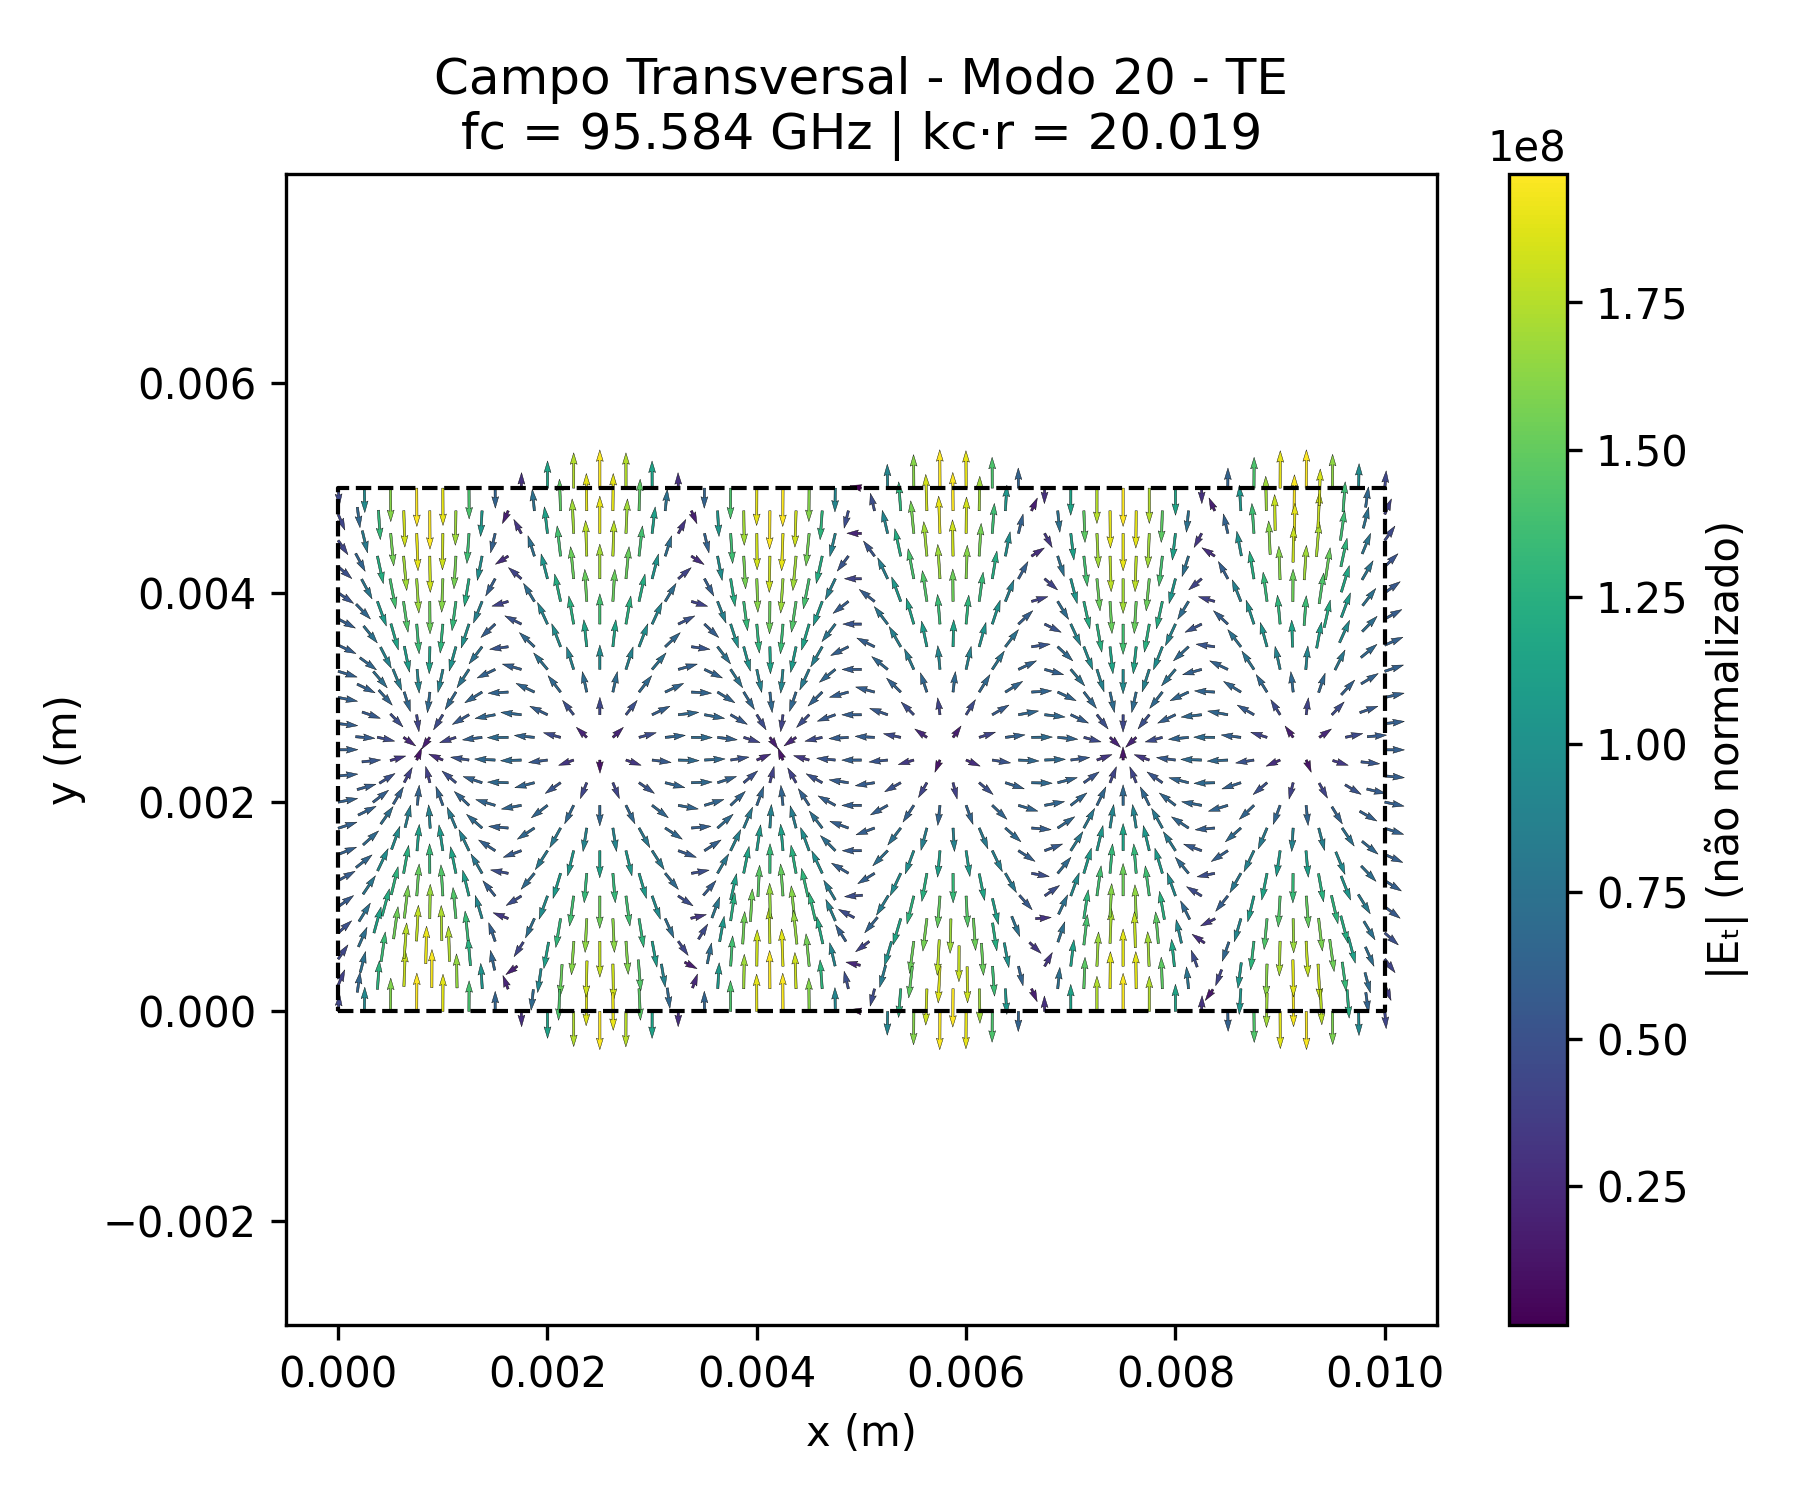 Campo Transversal - Modo 20 - TE
fc = 95.584 GHz | kc·r = 20.019
1e8
1.75
1.50
1.25
1.00
0.75
0.50
0.25
|Eₜ| (não normalizado)
0.006
0.004
0.002
0.000
−0.002
y (m)
0.000 0.002 0.004 0.006 0.008 0.010
x (m)